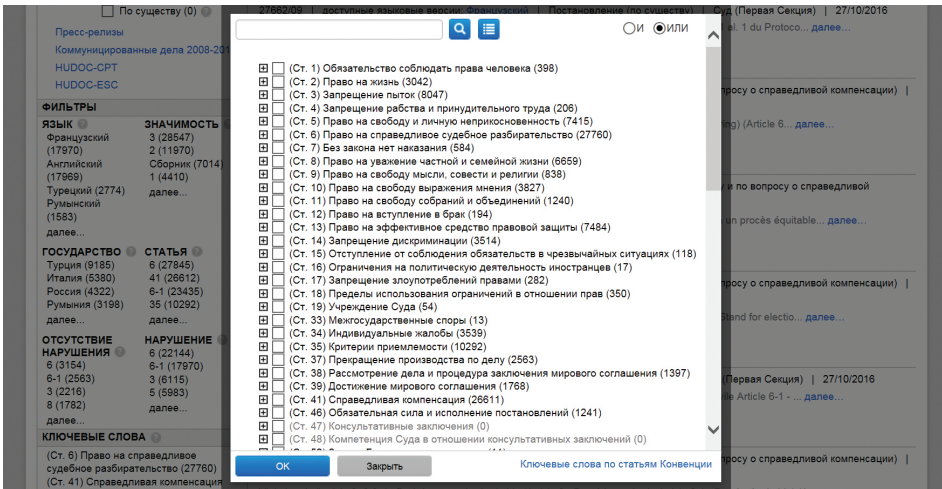 По существу (0)
27662/09 | доступные языковые версии: Французский | Постановление (по существу) | Суд (Первая Секция) | 27/10/2016
al. 1 du Protoco... далее...
Пресс-релизы
Коммуницированные дела 2008-201
HUDOC-CPT
HUDOC-ESC
ФИЛЬТРЫ
ЯЗЫК
Французский
(17970)
Английский
(17969)
Турецкий (2774)
Румынский
(1583)
далее...
ЗНАЧИМОСТЬ
3 (28547)
2 (11970)
Сборник (7014)
1 (4410)
далее...
ГОСУДАРСТВО
Турция (9185)
Италия (5380)
Россия (4322)
Румыния (3198)
далее...
СТАТЬЯ
6 (27845)
41 (26612)
6-1 (23435)
35 (10292)
далее...
ОТСУТСТВИЕ
НАРУШЕНИЯ
6 (3154)
6-1 (2563)
3 (2216)
8 (1782)
далее...
НАРУШЕНИЕ
6 (22144)
6-1 (17970)
3 (6115)
5 (5983)
далее...
КЛЮЧЕВЫЕ СЛОВА
(Ст. 6) Право на справедливое
судебное разбирательство (27760)
(Ст. 41) Справедливая компенсация
И ИЛИ
(Ст. 1) Обязательство соблюдать права человека (398)
(Ст. 2) Право на жизнь (3042)
(Ст. 3) Запрещение пыток (8047)
(Ст. 4) Запрещение рабства и принудительного труда (206)
(Ст. 5) Право на свободу и личную неприкосновенность (7415)
(Ст. 6) Право на справедливое судебное разбирательство (27760)
(Ст. 7) Без закона нет наказания (584)
(Ст. 8) Право на уважение частной и семейной жизни (6659)
(Ст. 9) Право на свободу мысли, совести и религии (838)
(Ст. 10) Право на свободу выражения мнения (3827)
(Ст. 11) Право на свободу собраний и объединений (1240)
(Ст. 12) Право на вступление в брак (194)
(Ст. 13) Право на эффективное средство правовой защиты (7484)
(Ст. 14) Запрещение дискриминации (3514)
(Ст. 15) Отступление от соблюдения обязательств в чрезвычайных ситуациях (118)
(Ст. 16) Ограничения на политическую деятельность иностранцев (17)
(Ст. 17) Запрещение злоупотреблений правами (282)
(Ст. 18) Пределы использования ограничений в отношении прав (350)
(Ст. 19) Учреждение Суда (54)
(Ст. 33) Межгосударственные споры (13)
(Ст. 34) Индивидуальные жалобы (3539)
(Ст. 35) Критерии приемлемости (10292)
(Ст. 37) Прекращение производства по делу (2563)
(Ст. 38) Рассмотрение дела и процедура заключения мирового соглашения (1397)
(Ст. 39) Достижение мирового соглашения (1768)
(Ст. 41) Справедливая компенсация (26611)
(Ст. 46) Обязательная сила и исполнение постановлений (1241)
(Ст. 47) Консультативные заключения (0)
(Ст. 48) Компетенция Суда в отношении консультативных заключений (0)
OK
Закрыть
Ключевые слова по статьям Конвенции
просу о справедливой компенсации) |
ng) (Article 6... далее...
у и по вопросу о справедливой
un procès équitable... далее...
просу о справедливой компенсации) |
Stand for electio... далее...
(Первая Секция) | 27/10/2016
ile Article 6-1 - ... далее...
просу о справедливой компенсации) |